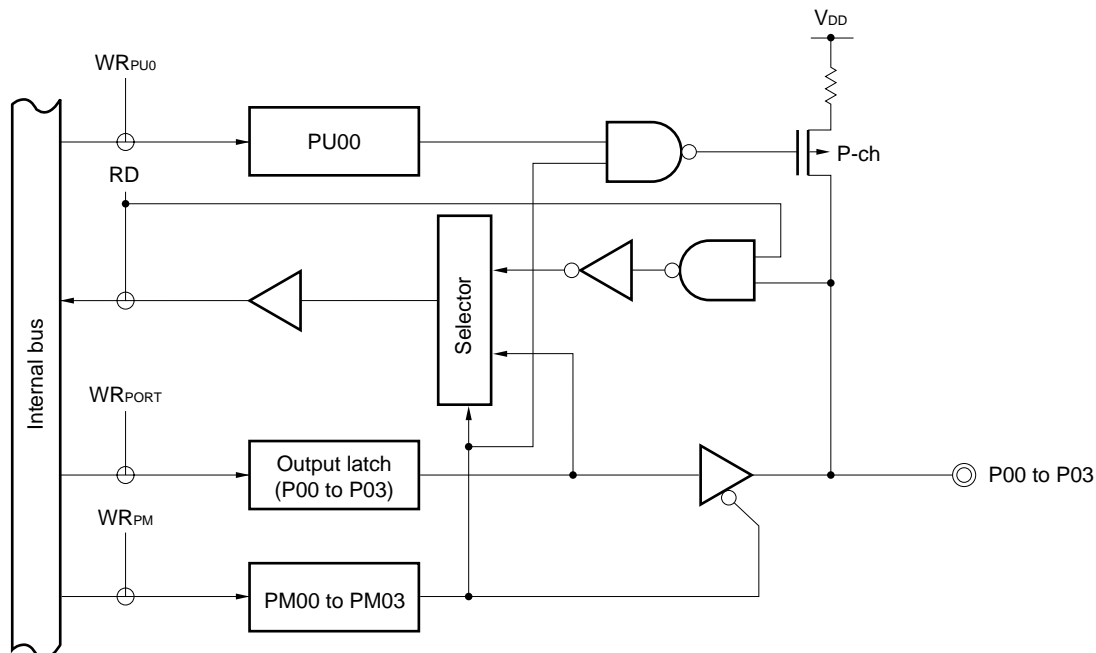 VDD
WRPU0
PU00
P-ch
RD
Selector
Internal bus
WRPORT
Output latch
(P00 to P03)
P00 to P03
WRPM
PM00 to PM03